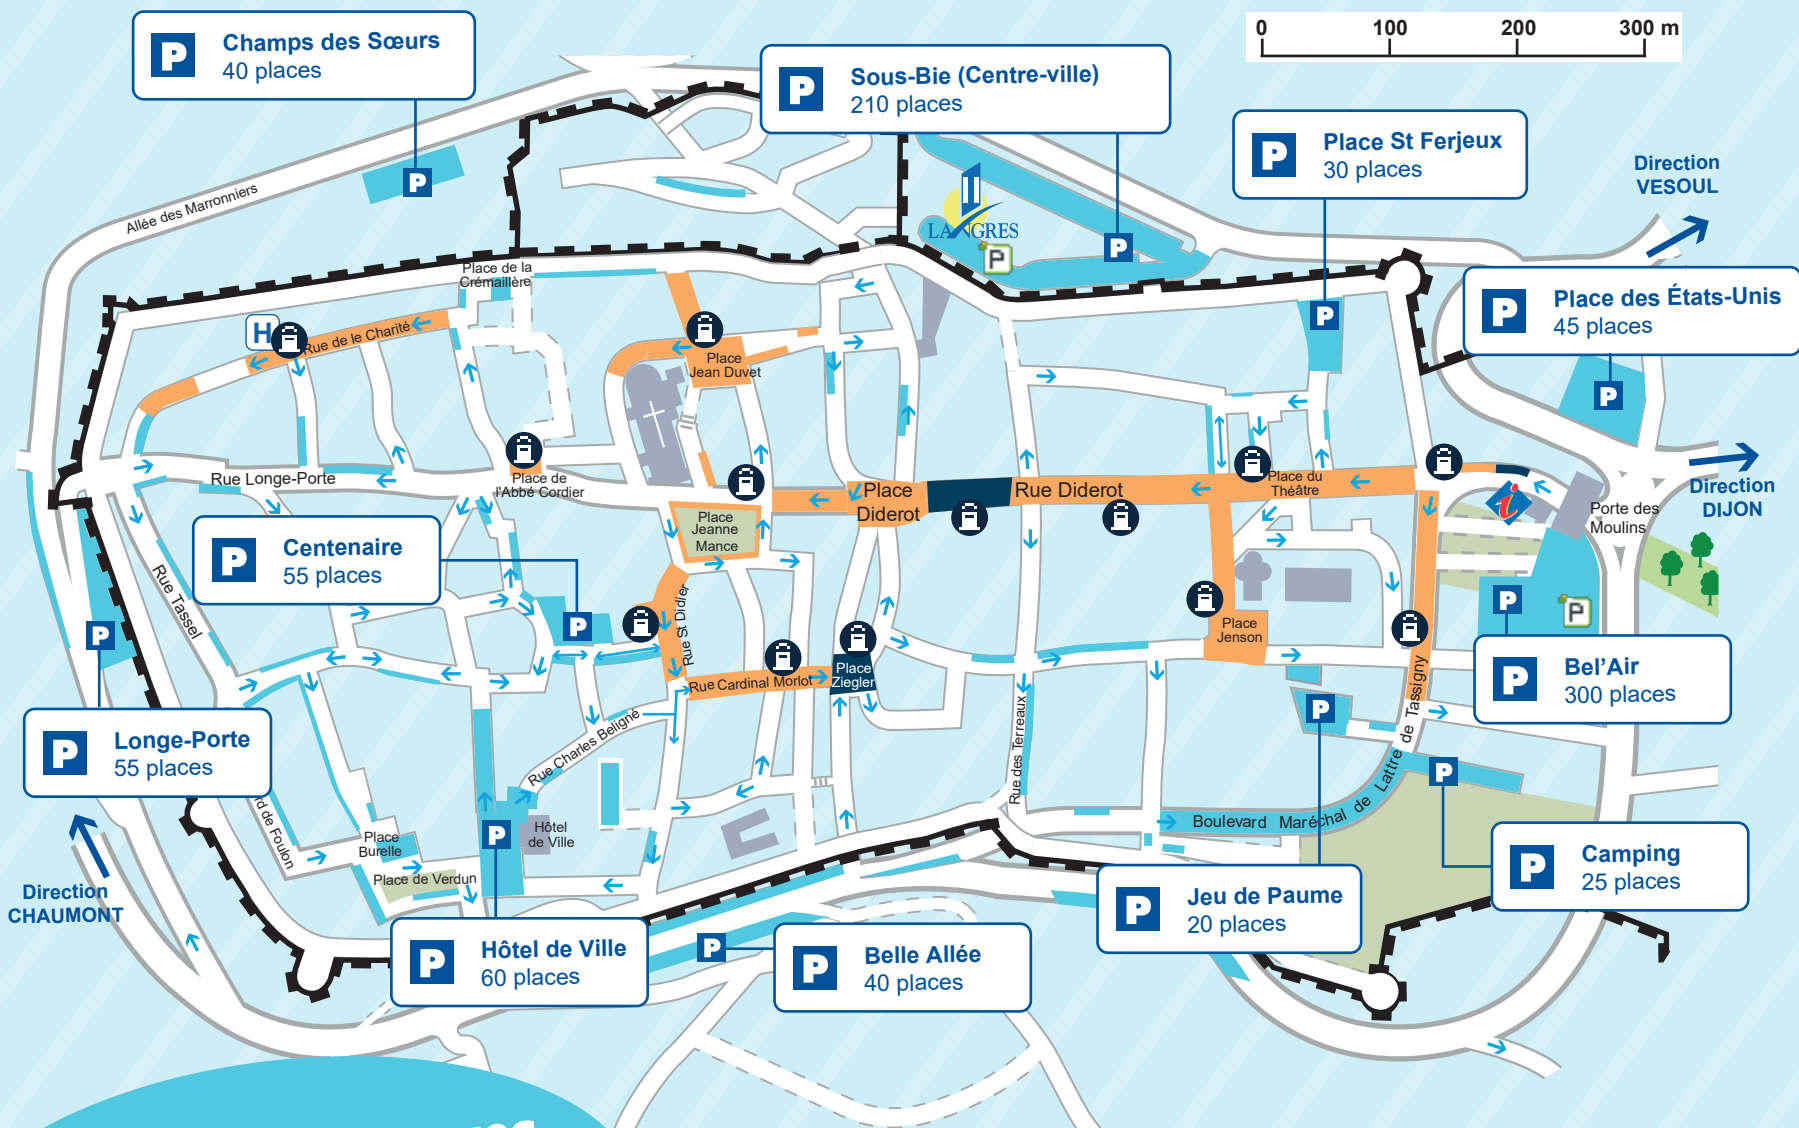 0 100 200 300 m
P Champs des Sœurs
40 places
P Sous-Bie (Centre-ville)
210 places
P Place St Ferjeux
30 places
Direction
VESOUL
P
Allée des Marronniers
LANGRES
P
P
Place de la
Crémaillère
P Place des États-Unis
45 places
P
H
Rue de le Charité
Place
Jean Duvet
P
Rue Longe-Porte
Place de
l'Abbé Cordier
Place
Diderot
Rue Diderot
Place du
Théâtre
i
Direction
DIJON
Porte des
Moulins
Place
Jeanne
Mance
P Centenaire
55 places
Rue Tassel
P
P
Rue St Didier
Place
Jenson
P
P
P Bel'Air
300 places
Rue Cardinal Morlot
Place
Ziegler
P Longe-Porte
55 places
Rue Charles Beligné
Rue des Terreaux
P
de Tassigny
P
Boulevard Maréchal de Lattre
rd de Foulon
P
Hôtel
de Ville
Place
Burelle
Place de Verdun
Direction
CHAUMONT
P Camping
25 places
P Jeu de Paume
20 places
P Hôtel de Ville
60 places
P
P Belle Allée
40 places